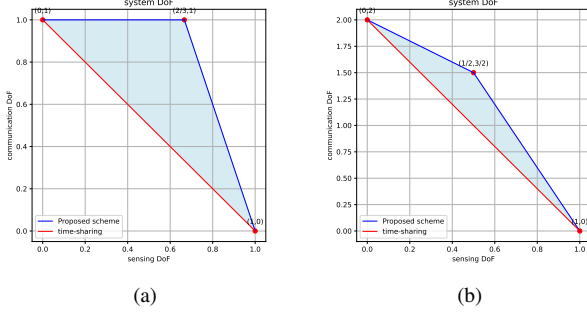 system DoF
(0,1)
(2/3,1)
1.0
0.8
0.6
0.4
0.2
0.0
communication DoF
(1,0)
Proposed scheme
time-sharing
0.0 0.2 0.4 0.6 0.8 1.0
sensing DoF
(a)
system DoF
(0,2)
2.00
1.75
1.50
1.25
1.00
0.75
0.50
0.25
0.00
communication DoF
(1/2,3/2)
(1,0)
Proposed scheme
time-sharing
0.0 0.2 0.4 0.6 0.8 1.0
sensing DoF
(b)